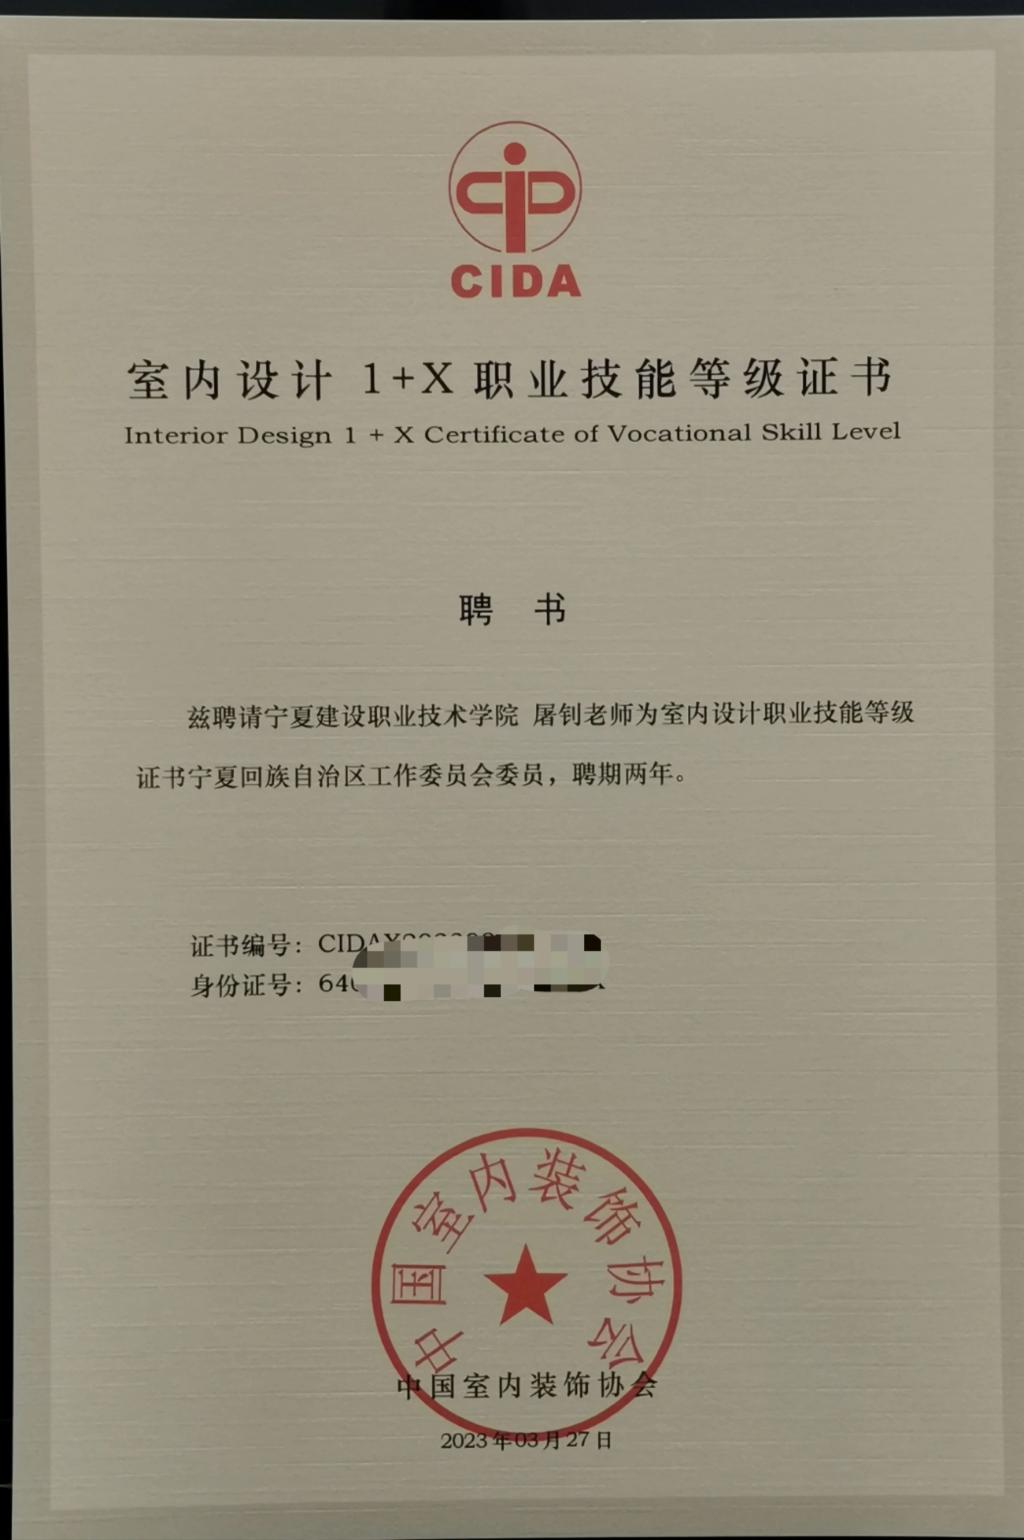 CIDA
室内设计 1+X 职业技能等级证书
Interior Design 1 + X Certificate of Vocational Skill Level
聘 书
兹聘请宁夏建设职业技术学院 屠钊老师为室内设计职业技能等级
证书宁夏回族自治区工作委员会委员，聘期两年。
证书编号：CIDAX
身份证号：64
中国室内装饰协会
中国室内装饰协会
2023年03月27日